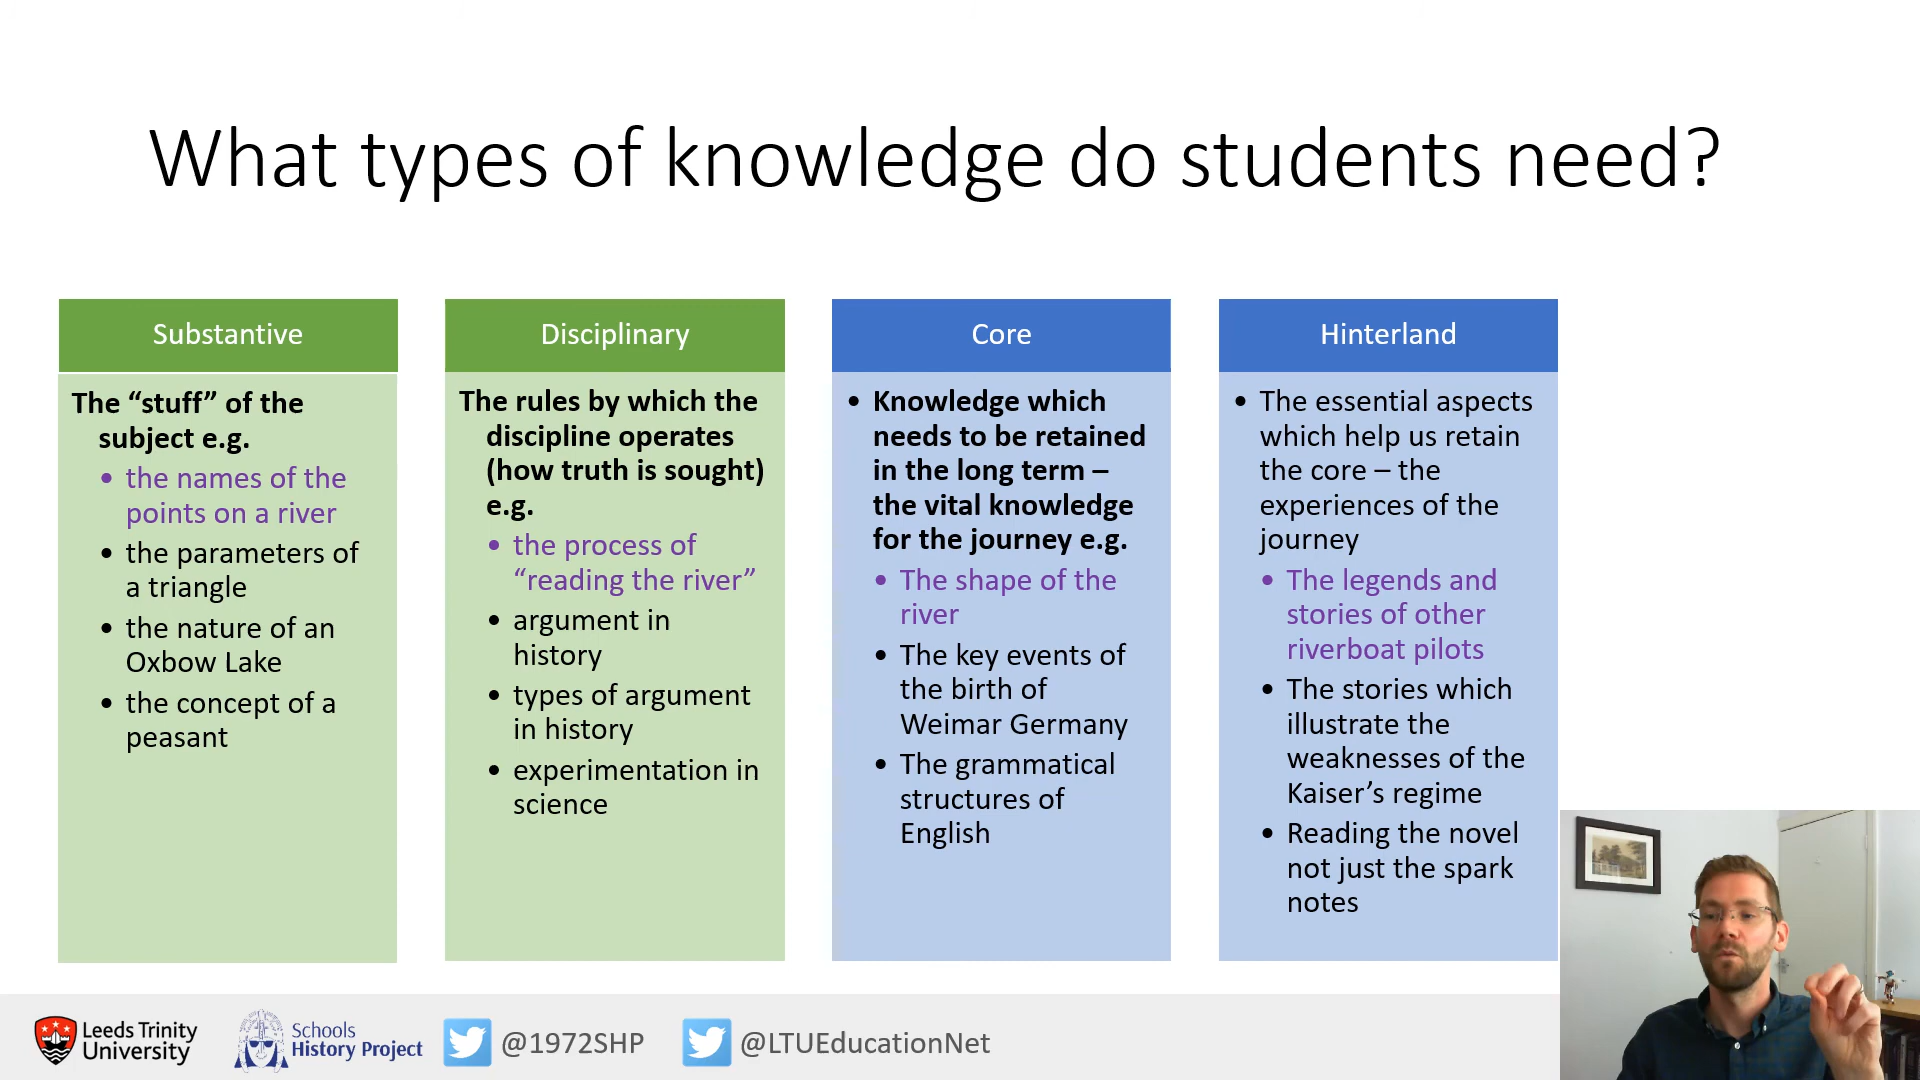 What types of knowledge do students need?
Substantive
The “stuff” of the
subject e.g.
• the names of the
points on a river
• the parameters of
a triangle
• the nature of an
Oxbow Lake
• the concept of a
peasant
Disciplinary
The rules by which the
discipline operates
(how truth is sought)
e.g.
• the process of
“reading the river”
• argument in
history
• types of argument
in history
• experimentation in
science
Core
• Knowledge which
needs to be retained
in the long term –
the vital knowledge
for the journey e.g.
• The shape of the
river
• The key events of
the birth of
Weimar Germany
• The grammatical
structures of
English
Hinterland
• The essential aspects
which help us retain
the core – the
experiences of the
journey
• The legends and
stories of other
riverboat pilots
• The stories which
illustrate the
weaknesses of the
Kaiser’s regime
• Reading the novel
not just the spark
notes
Leeds Trinity
University
Schools
History Project
@1972SHP
@LTUEducationNet